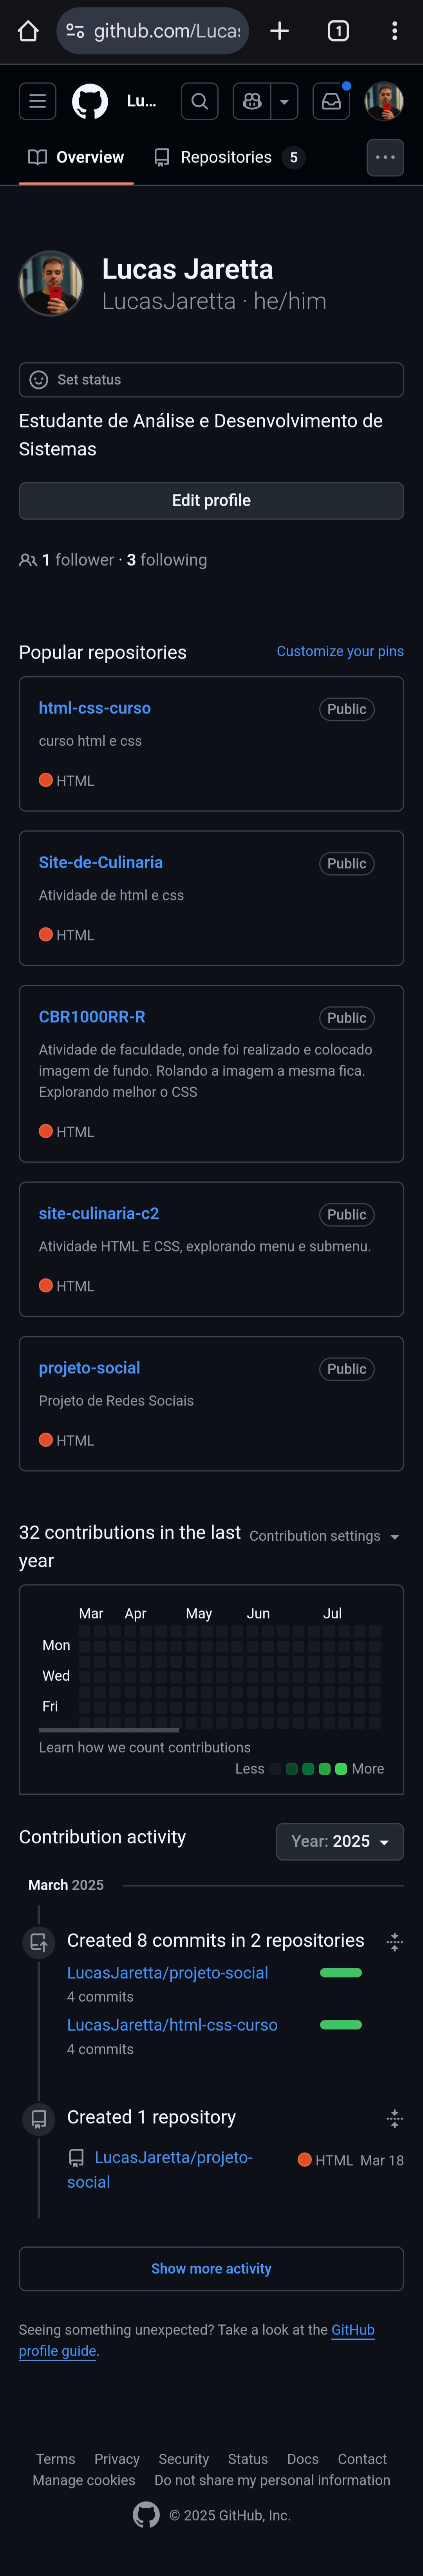 github.com/Lucas
1
Lu...
Overview
Repositories 5
Lucas Jaretta
LucasJaretta · he/him
Set status
Estudante de Análise e Desenvolvimento de
Sistemas
Edit profile
1 follower · 3 following
Popular repositories
Customize your pins
html-css-curso
Public
curso html e css
HTML
Site-de-Culinaria
Public
Atividade de html e css
HTML
CBR1000RR-R
Public
Atividade de faculdade, onde foi realizado e colocado
imagem de fundo. Rolando a imagem a mesma fica.
Explorando melhor o CSS
HTML
site-culinaria-c2
Public
Atividade HTML E CSS, explorando menu e submenu.
HTML
projeto-social
Public
Projeto de Redes Sociais
HTML
32 contributions in the last
year
Contribution settings
Mar Apr May Jun Jul
Mon
Wed
Fri
Learn how we count contributions
Less More
Contribution activity
Year: 2025
March 2025
Created 8 commits in 2 repositories
LucasJaretta/projeto-social
4 commits
LucasJaretta/html-css-curso
4 commits
Created 1 repository
LucasJaretta/projeto-
social
HTML Mar 18
Show more activity
Seeing something unexpected? Take a look at the GitHub
profile guide.
Terms Privacy Security Status Docs Contact
Manage cookies Do not share my personal information
© 2025 GitHub, Inc.